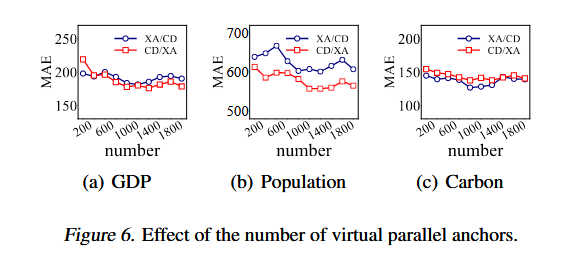 250
200
150
MAE
XA/CD
CD/XA
200
600
1000
1400
1800
number
(a) GDP
700
600
500
MAE
XA/CD
CD/XA
200
600
1000
1400
1800
number
(b) Population
200
150
100
MAE
XA/CD
CD/XA
200
600
1000
1400
1800
number
(c) Carbon
Figure 6. Effect of the number of virtual parallel anchors.